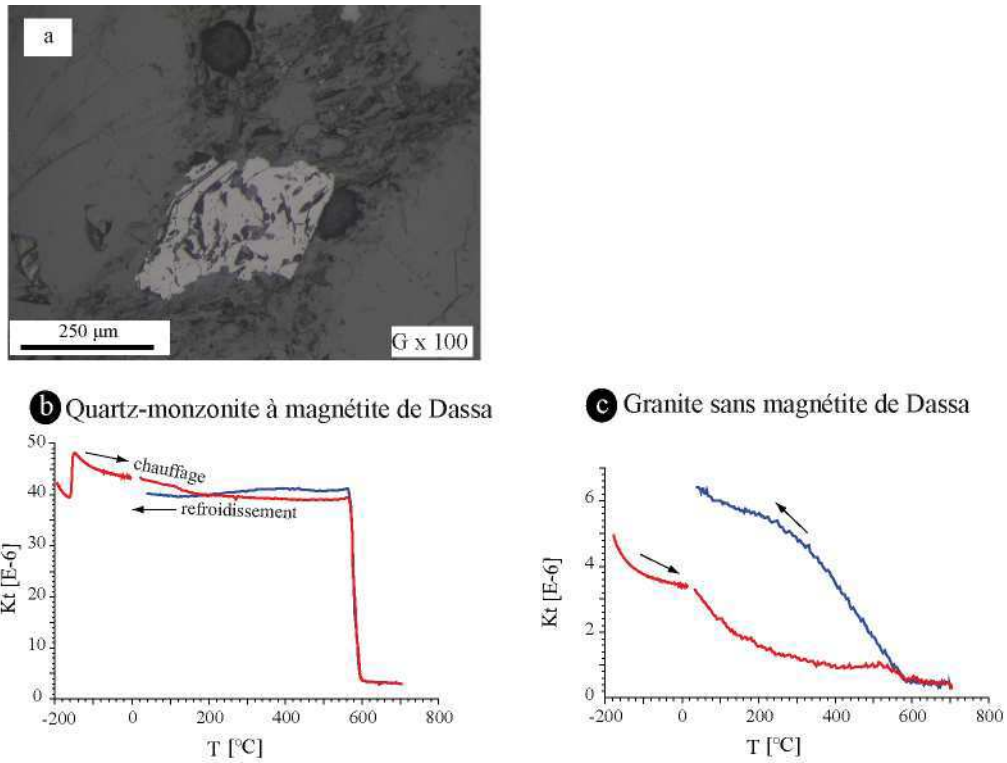 a
250 µm
G x 100
b Quartz-monzonite à magnétite de Dassa
50
40
30
20
10
0
Kt [E-6]
chauffage
refroidissement
-200 0 200 400 600 800
T [°C]
c Granite sans magnétite de Dassa
6
4
2
0
Kt [E-6]
-200 0 200 400 600 800
T [°C]